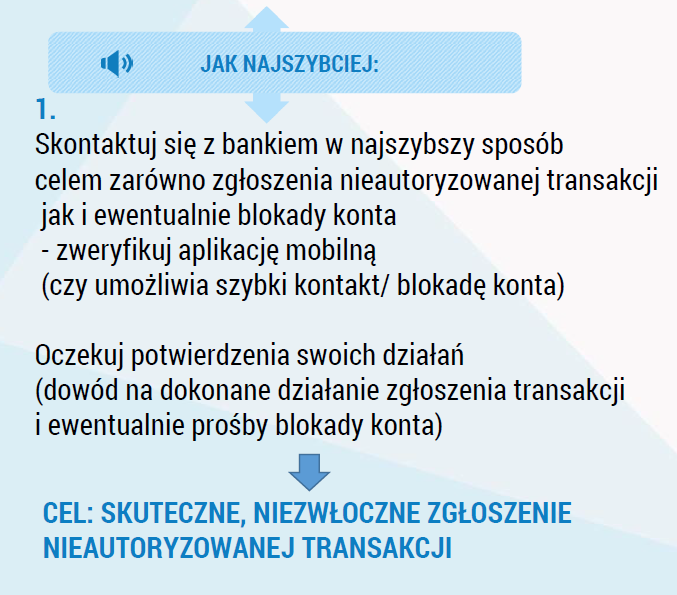 JAK NAJSZYBCIEJ:
1.
Skontaktuj się z bankiem w najszybszy sposób
celem zarówno zgłoszenia nieautoryzowanej transakcji
jak i ewentualnie blokady konta
- zweryfikuj aplikację mobilną
(czy umożliwia szybki kontakt/ blokadę konta)
Oczekuj potwierdzenia swoich działań
(dowód na dokonane działanie zgłoszenia transakcji
i ewentualnie prośby blokady konta)
CEL: SKUTECZNE, NIEZWŁOCZNE ZGŁOSZENIE
NIEAUTORYZOWANEJ TRANSAKCJI